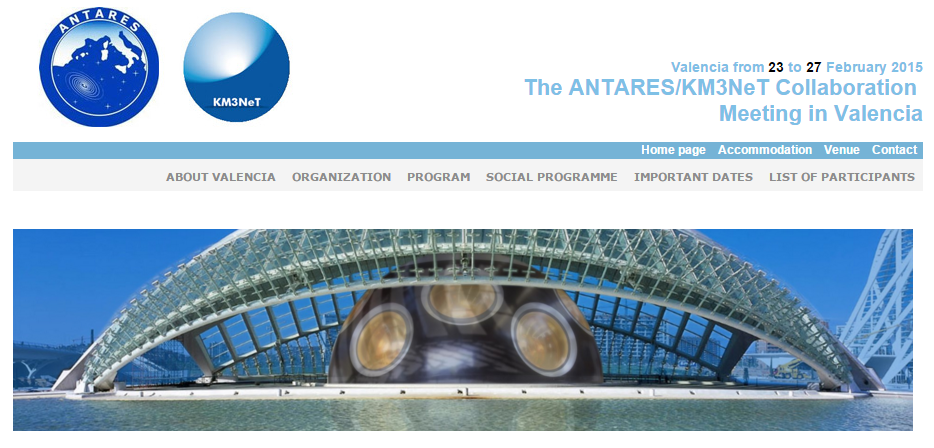 ANTARES
KM3NeT
Valencia from 23 to 27 February 2015
The ANTARES/KM3NeT Collaboration
Meeting in Valencia
Home page Accommodation Venue Contact
ABOUT VALENCIA ORGANIZATION PROGRAM SOCIAL PROGRAMME IMPORTANT DATES LIST OF PARTICIPANTS